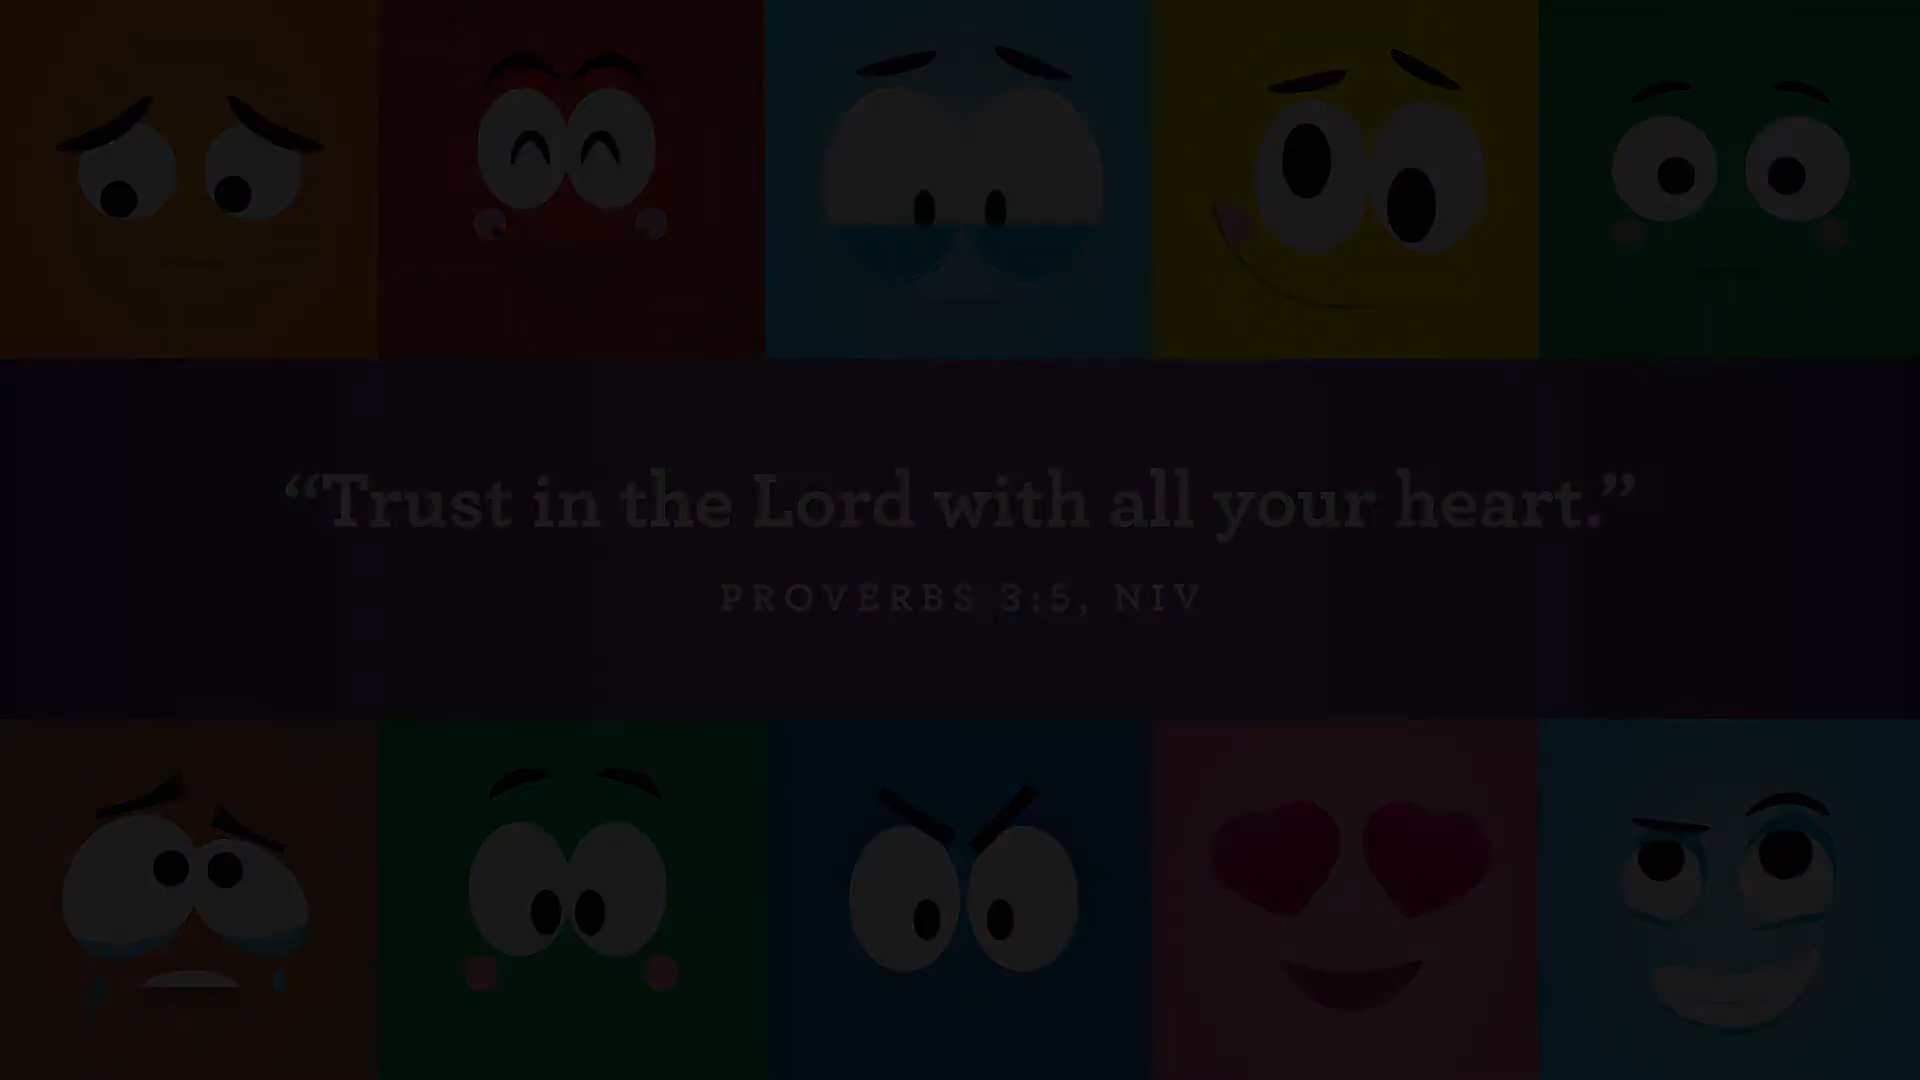 “Trust in the Lord with all your heart.”
PROVERBS 3:5, NIV